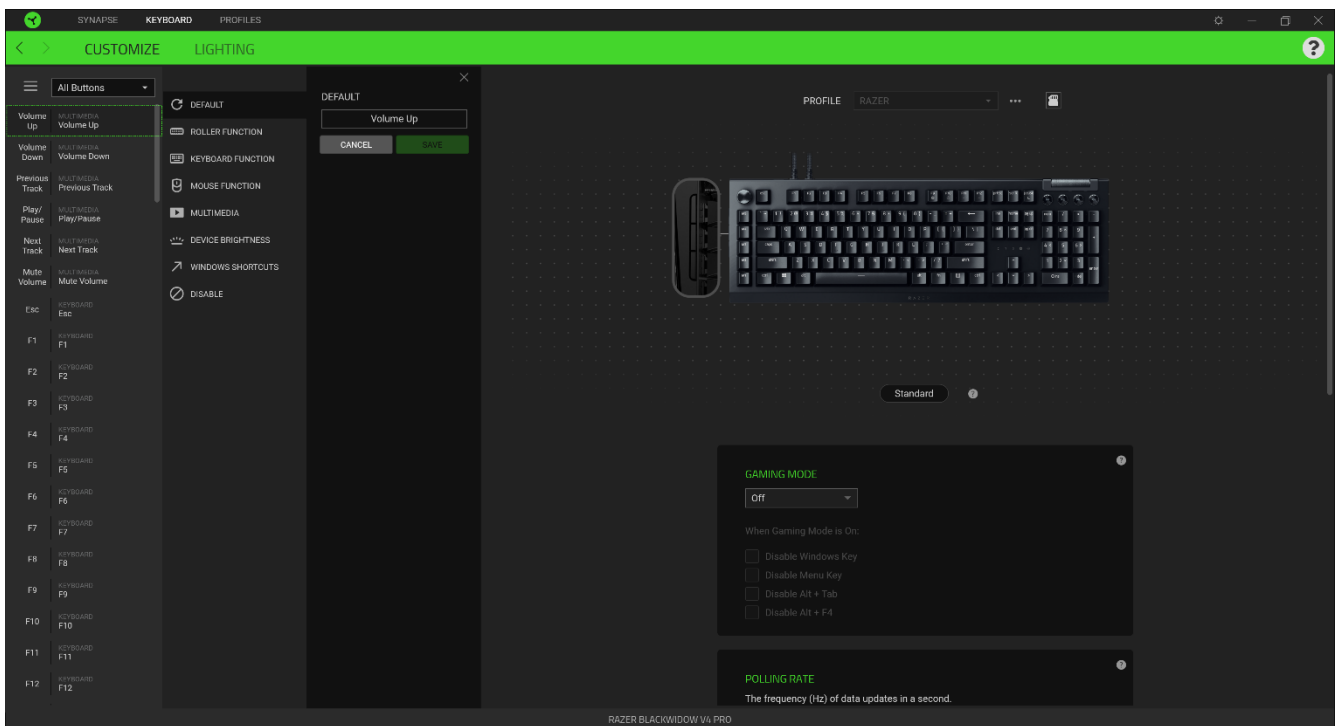 SYNAPSE KEYBOARD PROFILES
CUSTOMIZE LIGHTING ?
All Buttons
Volume Up MULTIMEDIA Volume Up
Volume Down MULTIMEDIA Volume Down
Previous Track MULTIMEDIA Previous Track
Play/ Pause MULTIMEDIA Play/Pause
Next Track MULTIMEDIA Next Track
Mute Volume MULTIMEDIA Mute Volume
Esc KEYBOARD Esc
F1 KEYBOARD F1
F2 KEYBOARD F2
F3 KEYBOARD F3
F4 KEYBOARD F4
F5 KEYBOARD F5
F6 KEYBOARD F6
F7 KEYBOARD F7
F8 KEYBOARD F8
F9 KEYBOARD F9
F10 KEYBOARD F10
F11 KEYBOARD F11
F12 KEYBOARD F12
DEFAULT
ROLLER FUNCTION
KEYBOARD FUNCTION
MOUSE FUNCTION
MULTIMEDIA
DEVICE BRIGHTNESS
WINDOWS SHORTCUTS
DISABLE
DEFAULT
Volume Up
CANCEL SAVE
PROFILE RAZER
RAZER
Standard ?
GAMING MODE ?
Off
When Gaming Mode is On:
Disable Windows Key
Disable Menu Key
Disable Alt + Tab
Disable Alt + F4
POLLING RATE ?
The frequency (Hz) of data updates in a second.
RAZER BLACKWIDOW V4 PRO